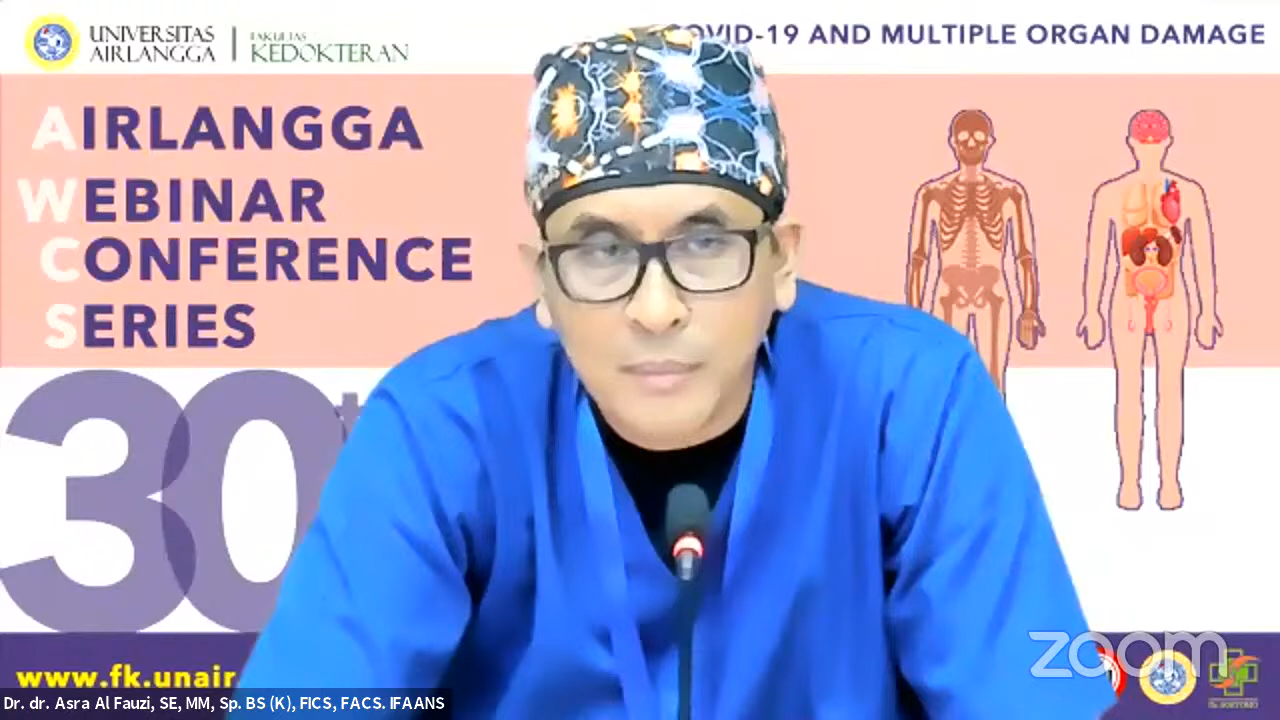 UNIVERSITAS
AIRLANGGA
FAKULTAS
KEDOKTERAN
COVID-19 AND MULTIPLE ORGAN DAMAGE
AIRLANGGA
WEBINAR
CONFERENCE
SERIES
30
www.fk.unair
zoom
Dr. dr. Asra Al Fauzi, SE, MM, Sp. BS (K), FICS, FACS. IFAANS